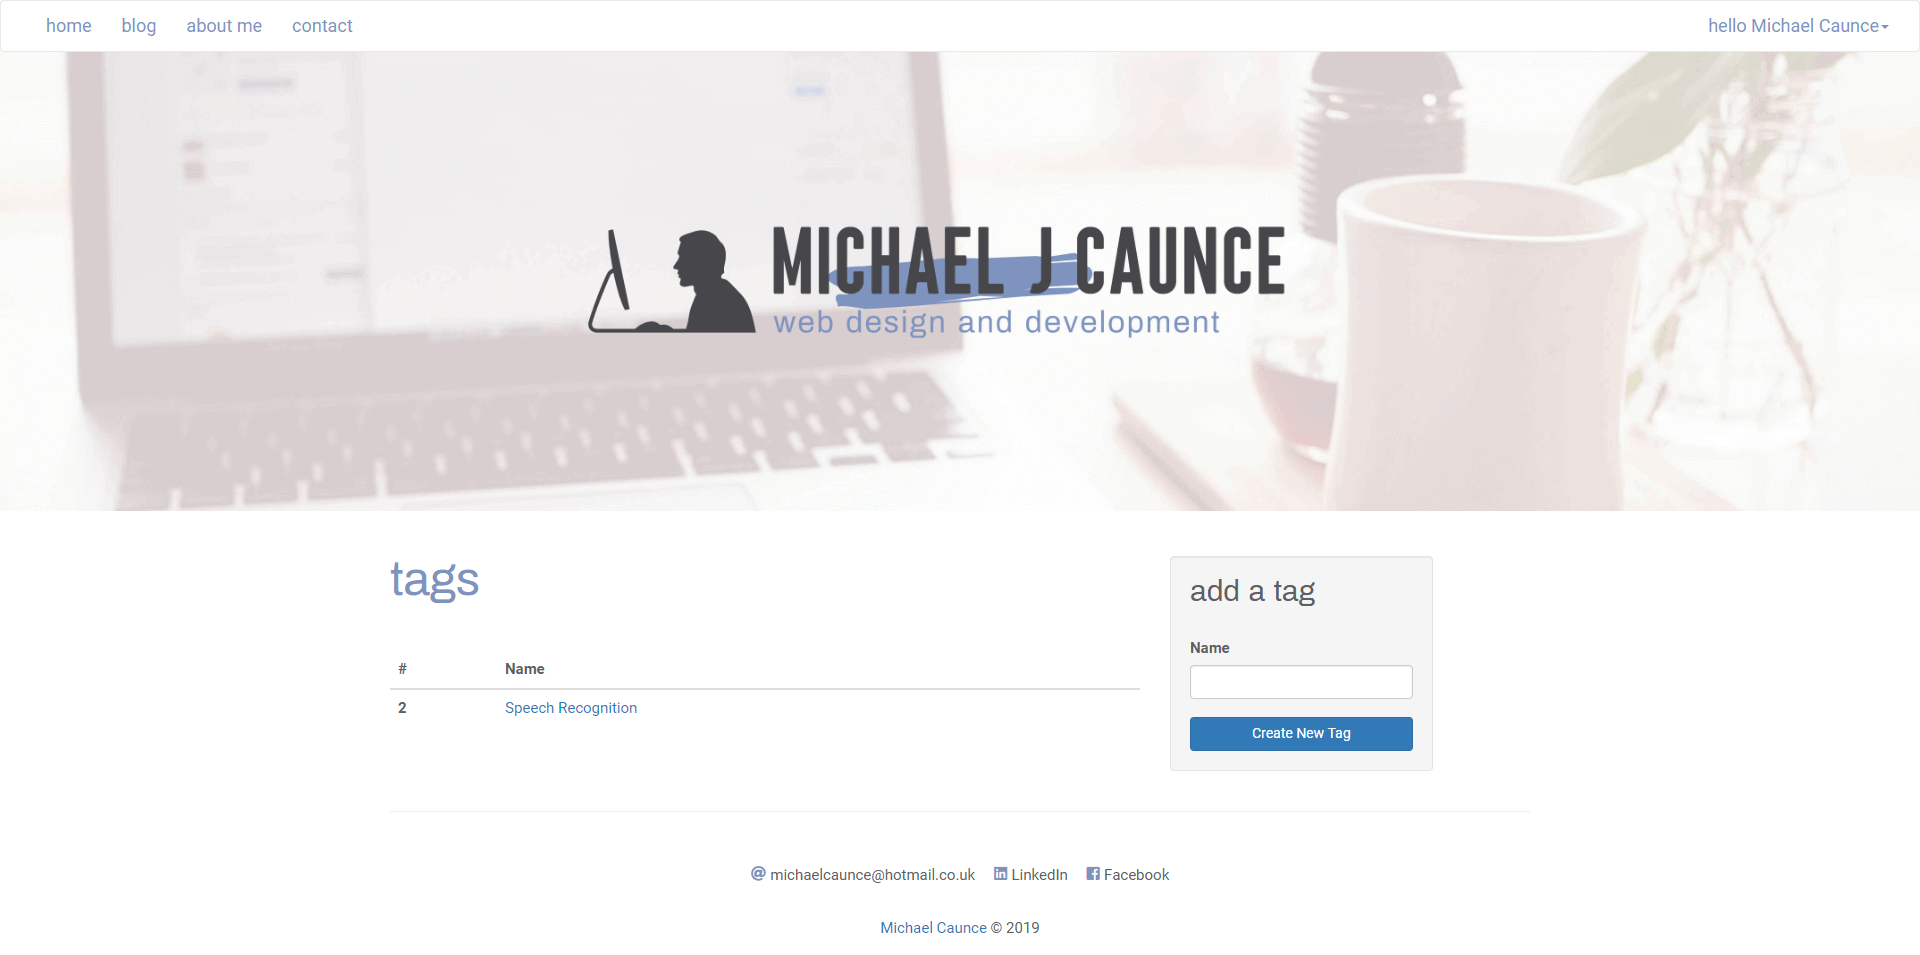 home blog about me contact hello Michael Caunce
MICHAEL J CAUNCE
web design and development
tags
# Name
2 Speech Recognition
add a tag
Name
Create New Tag
michaelcaunce@hotmail.co.uk LinkedIn Facebook
Michael Caunce © 2019